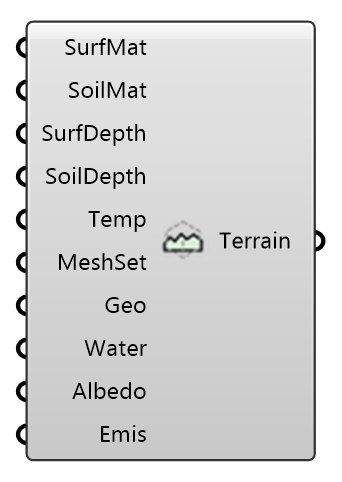 SurfMat
SoilMat
SurfDepth
SoilDepth
Temp
MeshSet
Geo
Water
Albedo
Emis
Terrain